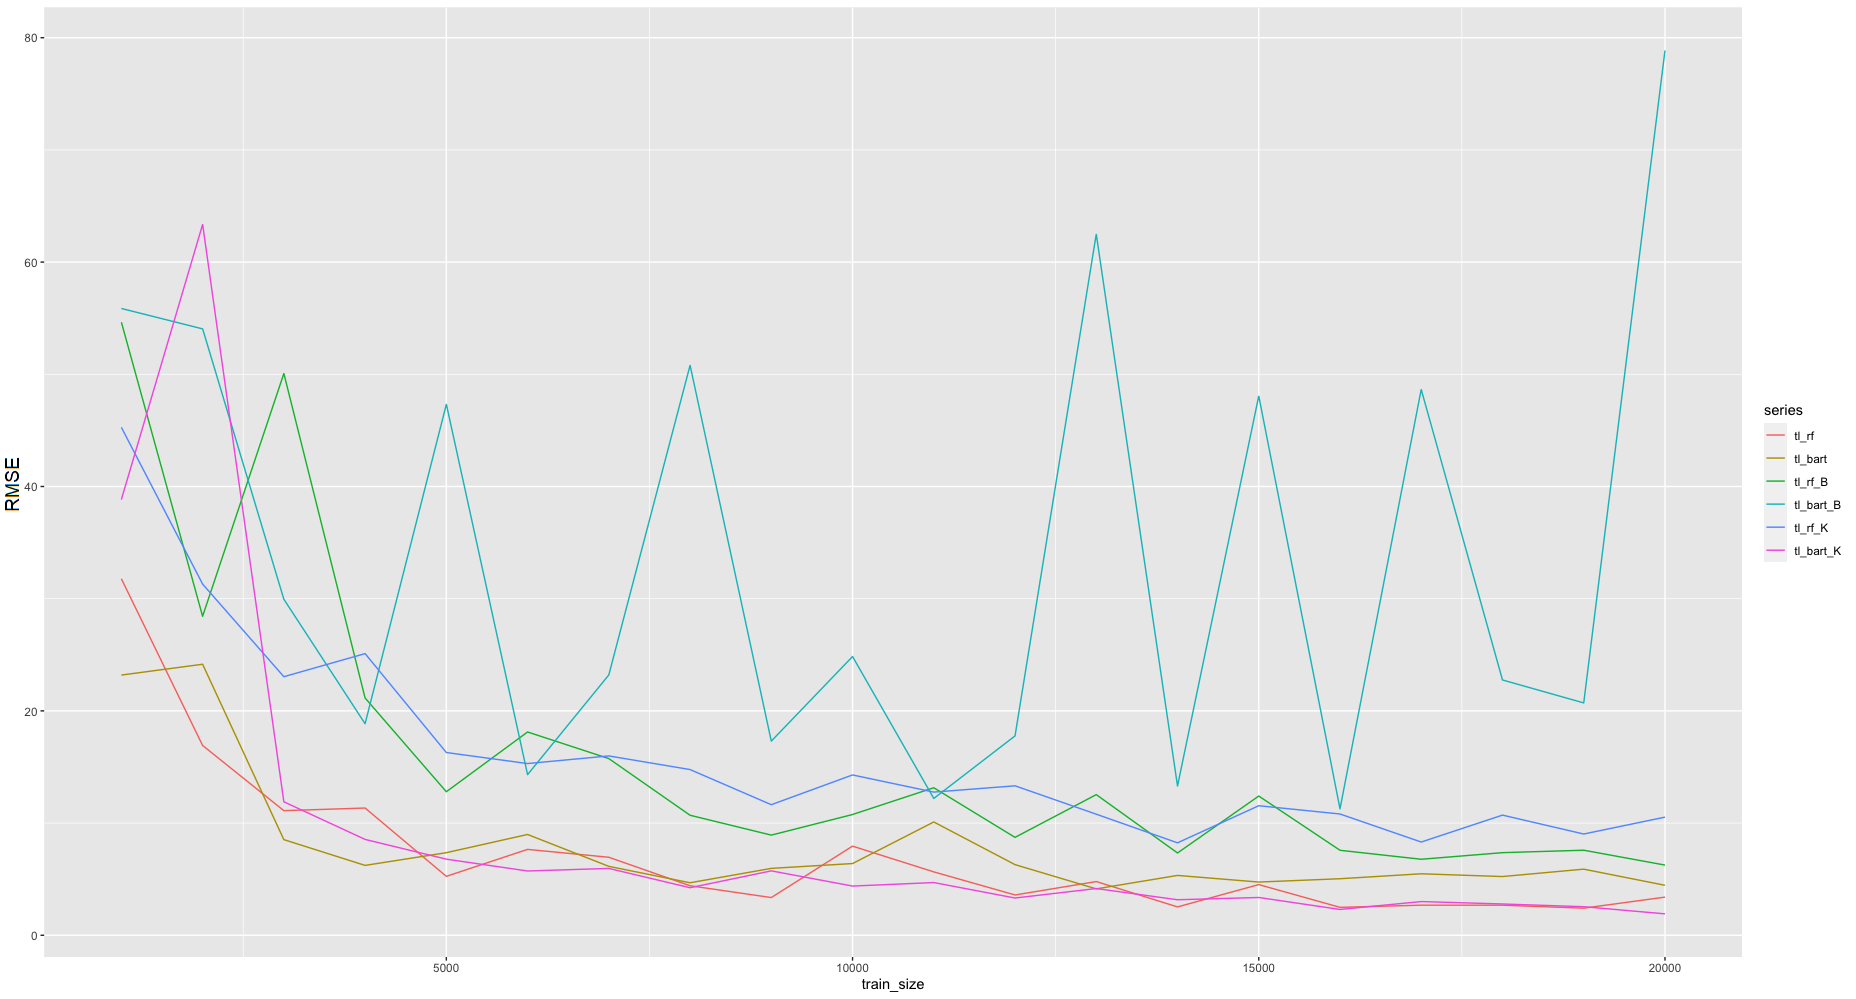 80
60
40
20
0
RMSE
5000
10000
15000
20000
train_size
series
tl_rf
tl_bart
tl_rf_B
tl_bart_B
tl_rf_K
tl_bart_K